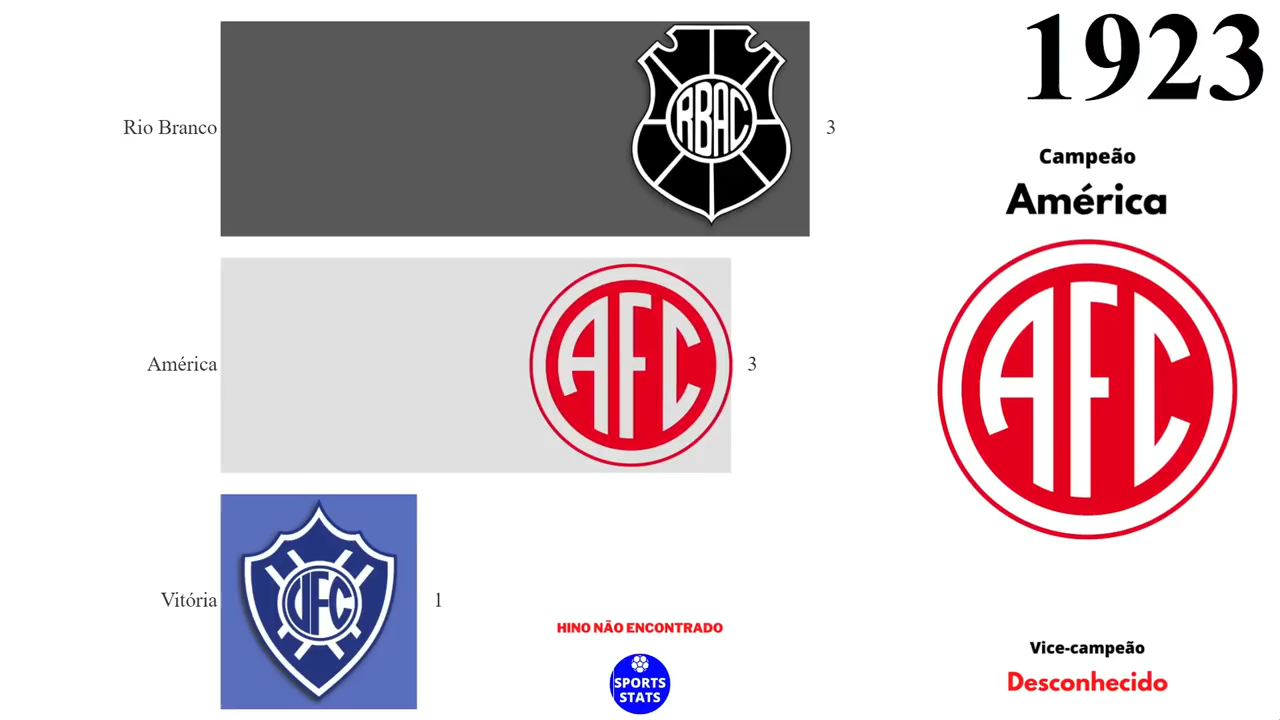 1923
Rio Branco
RBAC
3
Campeão
América
AFC
América
AFC
3
Vitória
VFC
1
HINO NÃO ENCONTRADO
SPORTS
STATS
Vice-campeão
Desconhecido